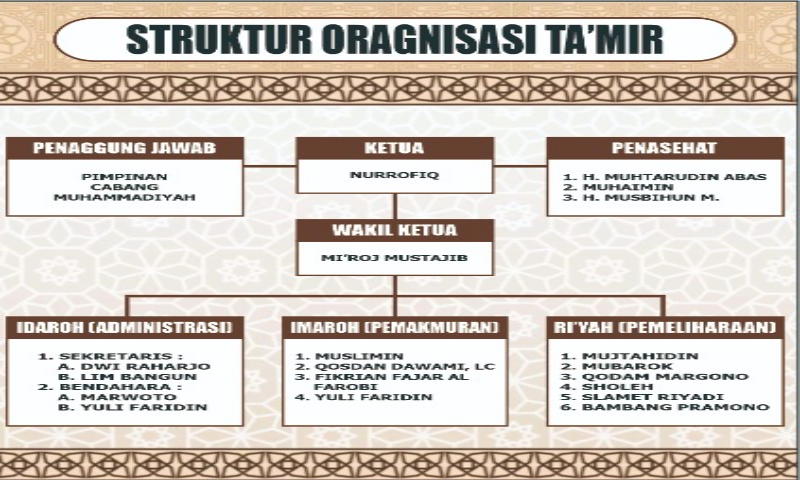 STRUKTUR ORAGNISASI TA'MIR
PENAGGUNG JAWAB
PIMPINAN
CABANG
MUHAMMADIYAH
KETUA
NURROFIQ
PENASEHAT
1. H. MUHTARUDIN ABAS
2. MUHAIMIN
3. H. MUSBIHUN M.
WAKIL KETUA
MI'ROJ MUSTAJIB
IDAROH (ADMINISTRASI)
1. SEKRETARIS :
A. DWI RAHARJO
B. LIM BANGUN
2. BENDAHARA :
A. MARWOTO
B. YULI FARIDIN
IMAROH (PEMAKMURAN)
1. MUSLIMIN
2. QOSDAN DAWAMI, LC
3. FIKRIAN FAJAR AL
FAROBI
4. YULI FARIDIN
RI'YAH (PEMELIHARAAN)
1. MUJTAHIDIN
2. MUBAROK
3. QODAM MARGONO
4. SHOLEH
5. SLAMET RIYADI
6. BAMBANG PRAMONO